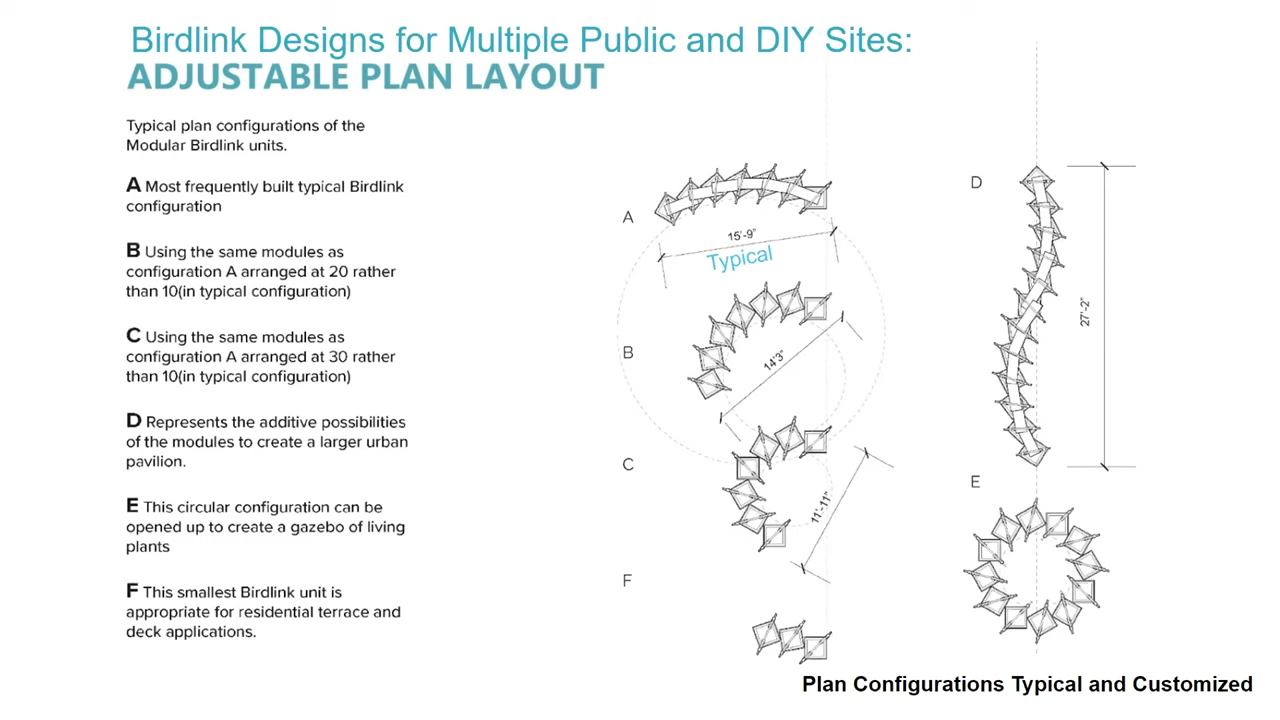 Birdlink Designs for Multiple Public and DIY Sites:
ADJUSTABLE PLAN LAYOUT
Typical plan configurations of the
Modular Birdlink units.
A Most frequently built typical Birdlink
configuration
B Using the same modules as
configuration A arranged at 20 rather
than 10(in typical configuration)
C Using the same modules as
configuration A arranged at 30 rather
than 10(in typical configuration)
D Represents the additive possibilities
of the modules to create a larger urban
pavilion.
E This circular configuration can be
opened up to create a gazebo of living
plants
F This smallest Birdlink unit is
appropriate for residential terrace and
deck applications.
A
15'-9"
Typical
B
14'3"
C
11'-11"
F
D
27'-2"
E
Plan Configurations Typical and Customized